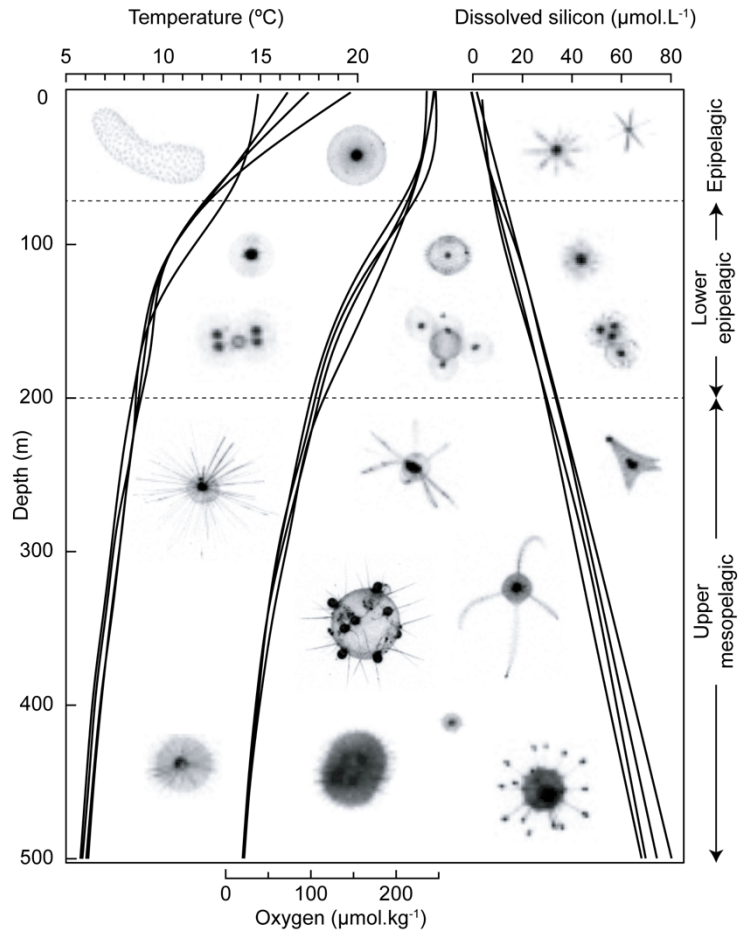 Temperature (ºC)
Dissolved silicon (µmol.L-1)
5 10 15 20
0 20 40 60 80
0
100
200
300
400
500
Depth (m)
Epipelagic
Lower
epipelagic
Upper
mesopelagic
0 100 200
Oxygen (µmol.kg-1)